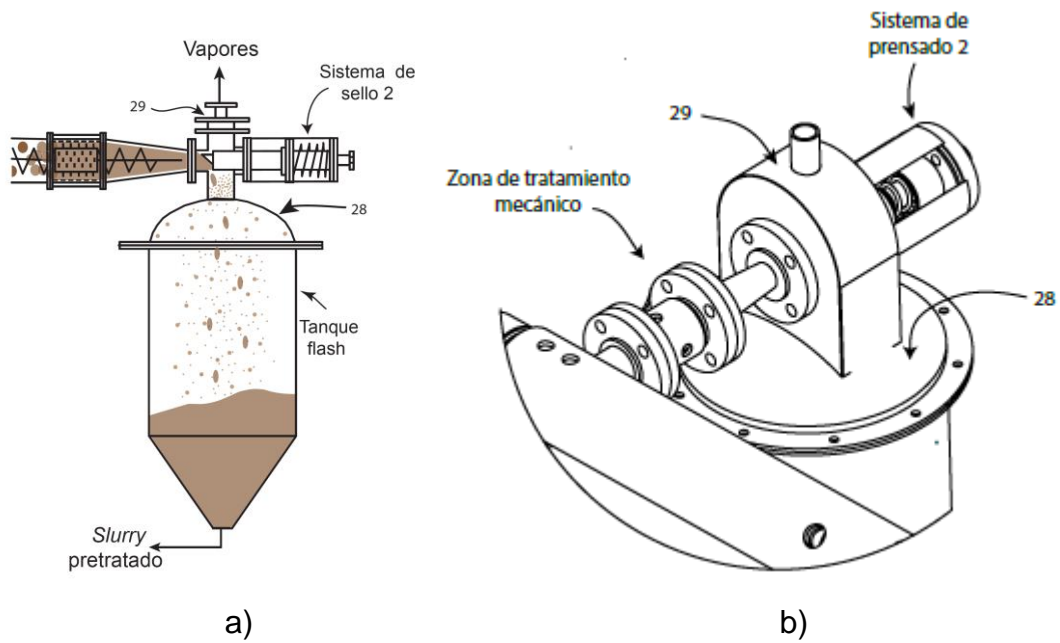 Vapores
29
Sistema de
sello 2
28
Tanque
flash
Slurry
pretratado
a)
Sistema de
prensado 2
29
Zona de tratamiento
mecánico
28
b)